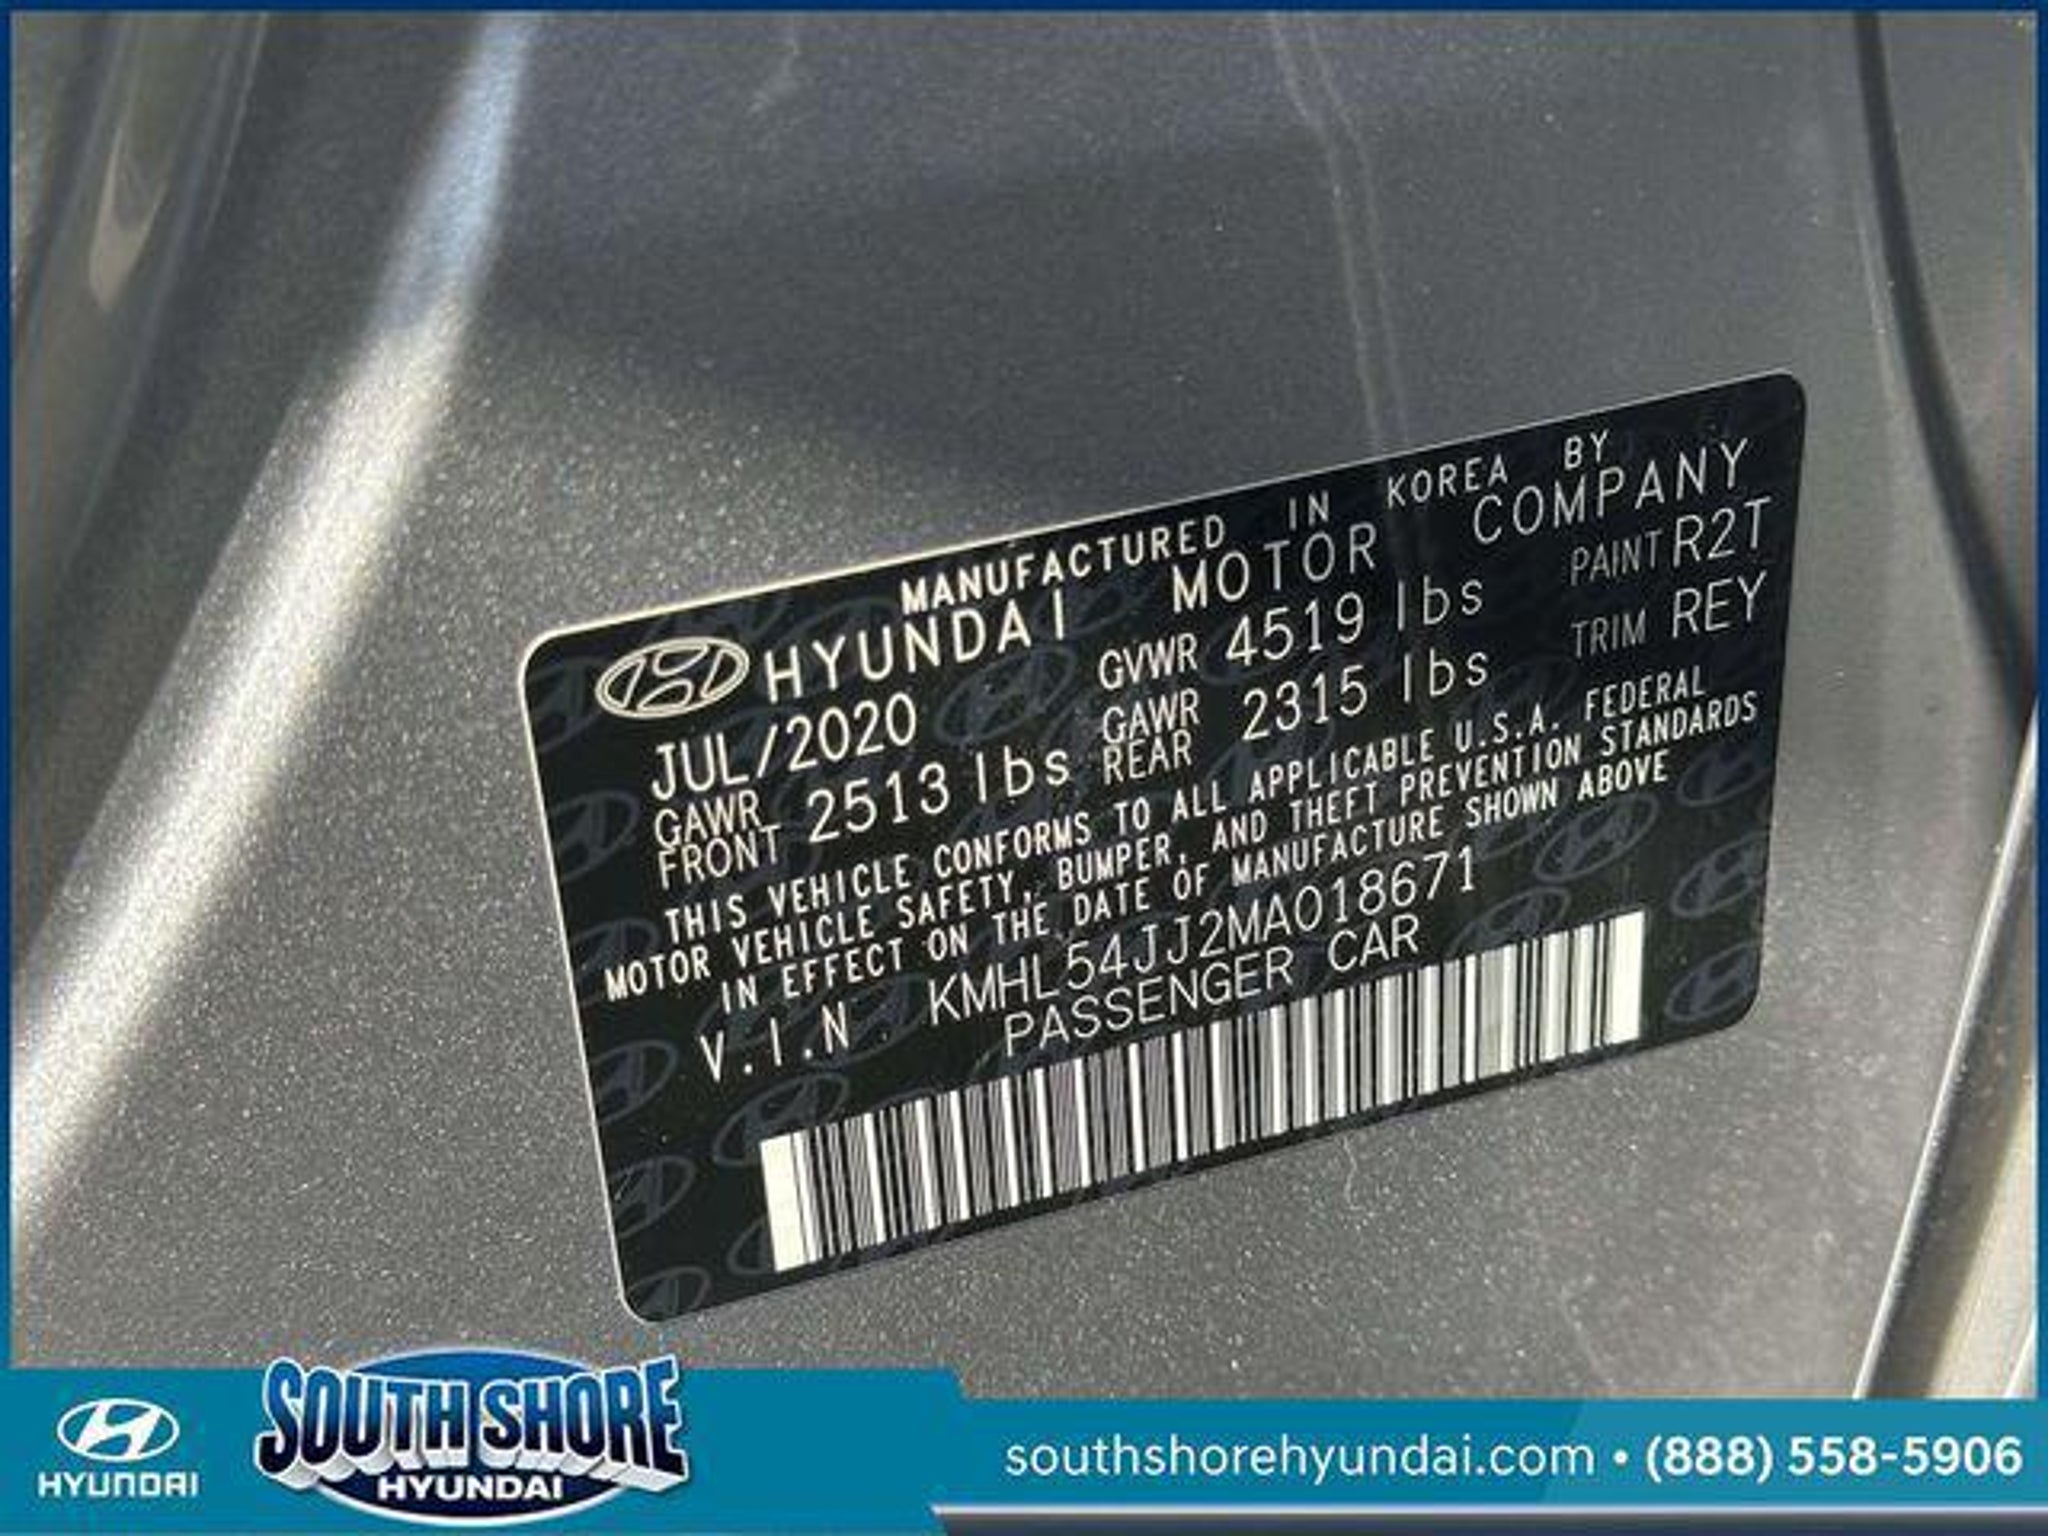 MANUFACTURED IN KOREA BY
HYUNDAI MOTOR COMPANY
JUL/2020 GVWR 4519 lbs PAINT R2T
GAWR FRONT 2513 lbs GAWR REAR 2315 lbs TRIM REY
THIS VEHICLE CONFORMS TO ALL APPLICABLE U.S.A. FEDERAL
MOTOR VEHICLE SAFETY, BUMPER, AND THEFT PREVENTION STANDARDS
IN EFFECT ON THE DATE OF MANUFACTURE SHOWN ABOVE
V.I.N. KMHL54JJ2MA018671
PASSENGER CAR
HYUNDAI
SOUTH SHORE
HYUNDAI
southshorehyundai.com • (888) 558-5906